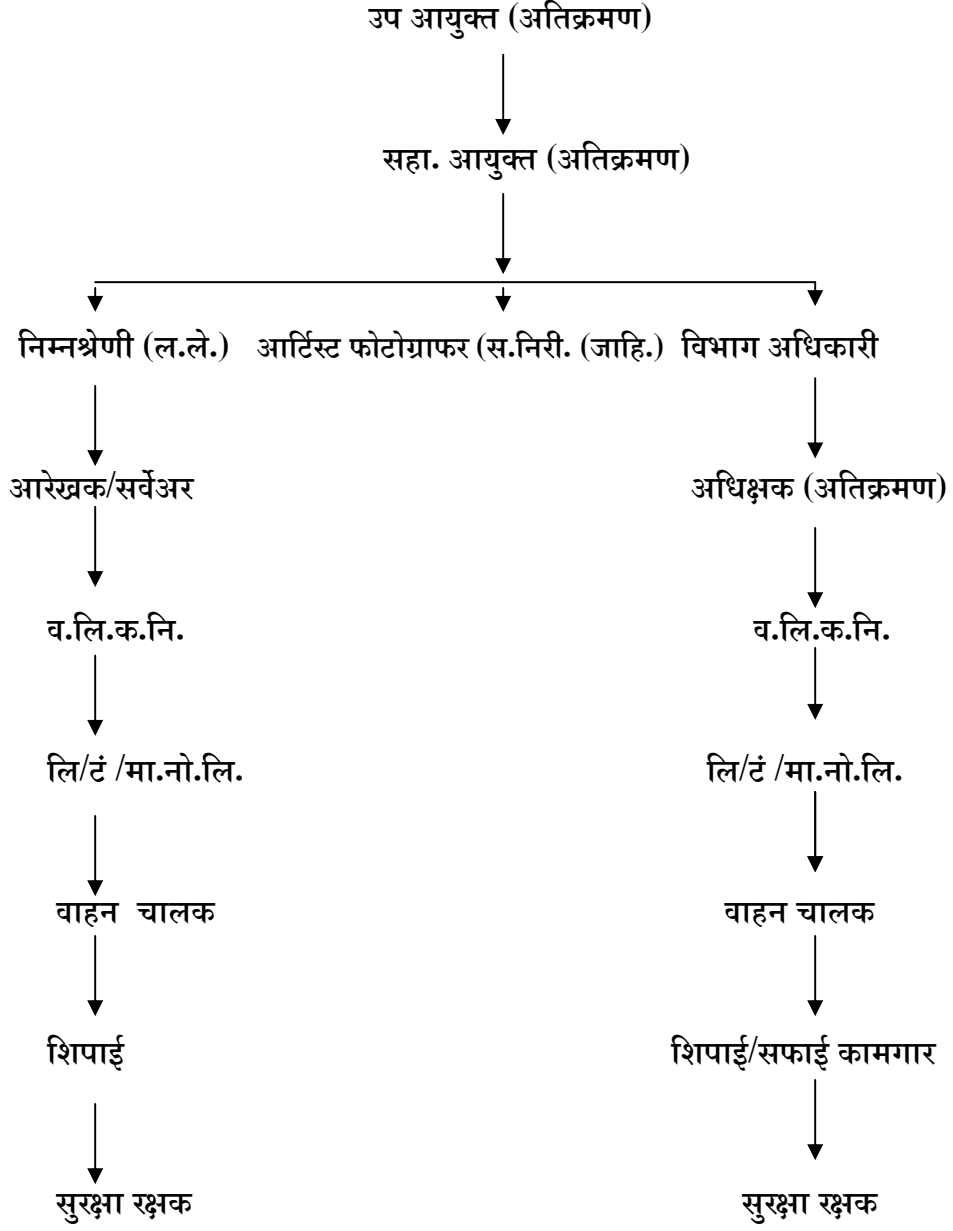 उप आयुक्त (अतिक्रमण)
सहा. आयुक्त (अतिक्रमण)
निम्नश्रेणी (ल.ले.) आर्टिस्ट फोटोग्राफर (स.निरी. (जाहि.) विभाग अधिकारी
आरेखक/सर्वेअर अधिक्षक (अतिक्रमण)
व.लि.क.नि. व.लि.क.नि.
लि/टं /मा.नो.लि. लि/टं /मा.नो.लि.
वाहन चालक वाहन चालक
शिपाई शिपाई/सफाई कामगार
सुरक्षा रक्षक सुरक्षा रक्षक